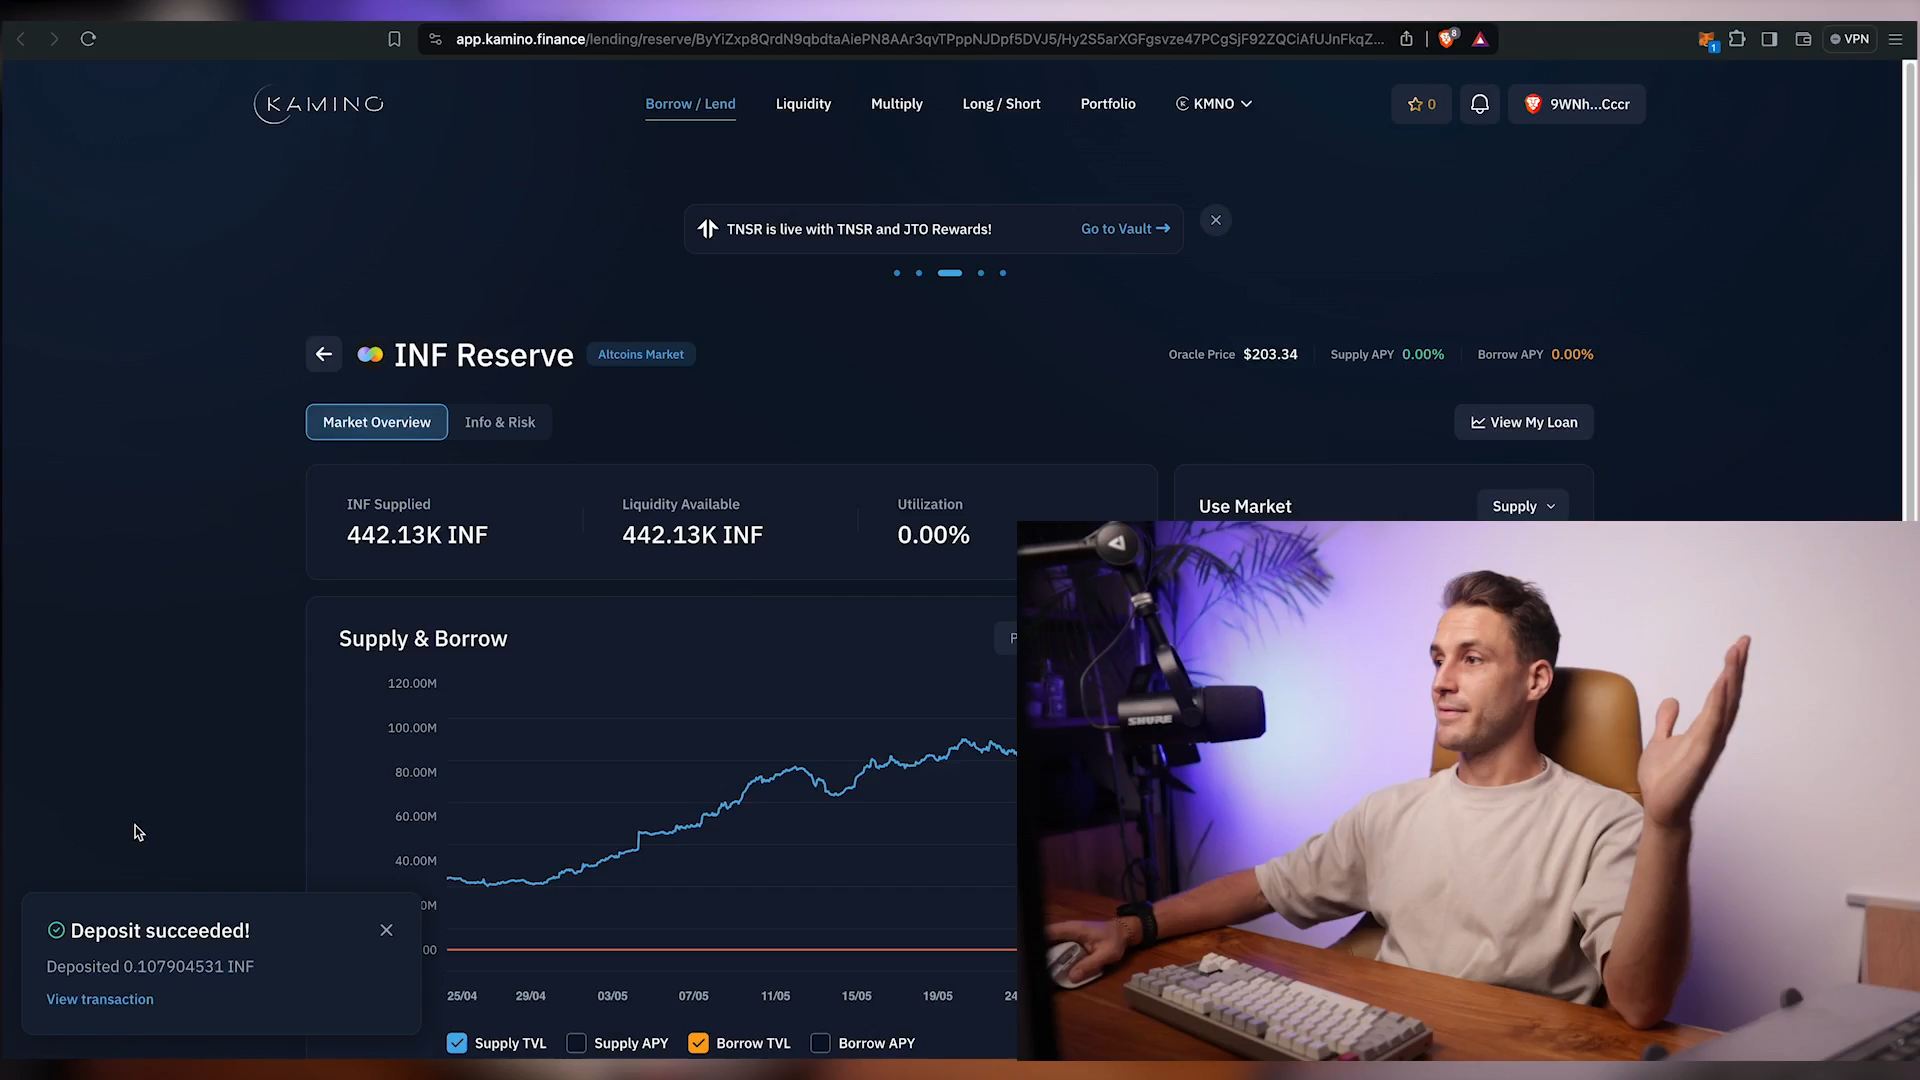 app.kamino.finance/lending/reserve/ByYiZxp8QrdN9qbdtaAiePN8AAr3qvTPppNJDpf5DVJ5/Hy2S5arXGFgsvze47PCgSjF92ZQCiAfUJnFkqZ...
8
1
VPN
KAMINO
Borrow / Lend
Liquidity
Multiply
Long / Short
Portfolio
KMNO
0
9WNh...Cccr
TNSR is live with TNSR and JTO Rewards!
Go to Vault
INF Reserve
Altcoins Market
Oracle Price $203.34
Supply APY 0.00%
Borrow APY 0.00%
Market Overview
Info & Risk
View My Loan
INF Supplied
442.13K INF
Liquidity Available
442.13K INF
Utilization
0.00%
Use Market
Supply
Supply & Borrow
P
120.00M
100.00M
80.00M
60.00M
40.00M
0M
00
25/04 29/04 03/05 07/05 11/05 15/05 19/05 24
Supply TVL
Supply APY
Borrow TVL
Borrow APY
Deposit succeeded!
Deposited 0.107904531 INF
View transaction
SHURE